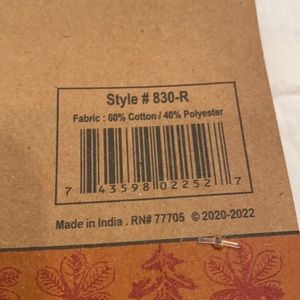 Style # 830-R
Fabric : 60% Cotton / 40% Polyester
7 43598 02252 7
Made in India . RN# 77705 © 2020-2022